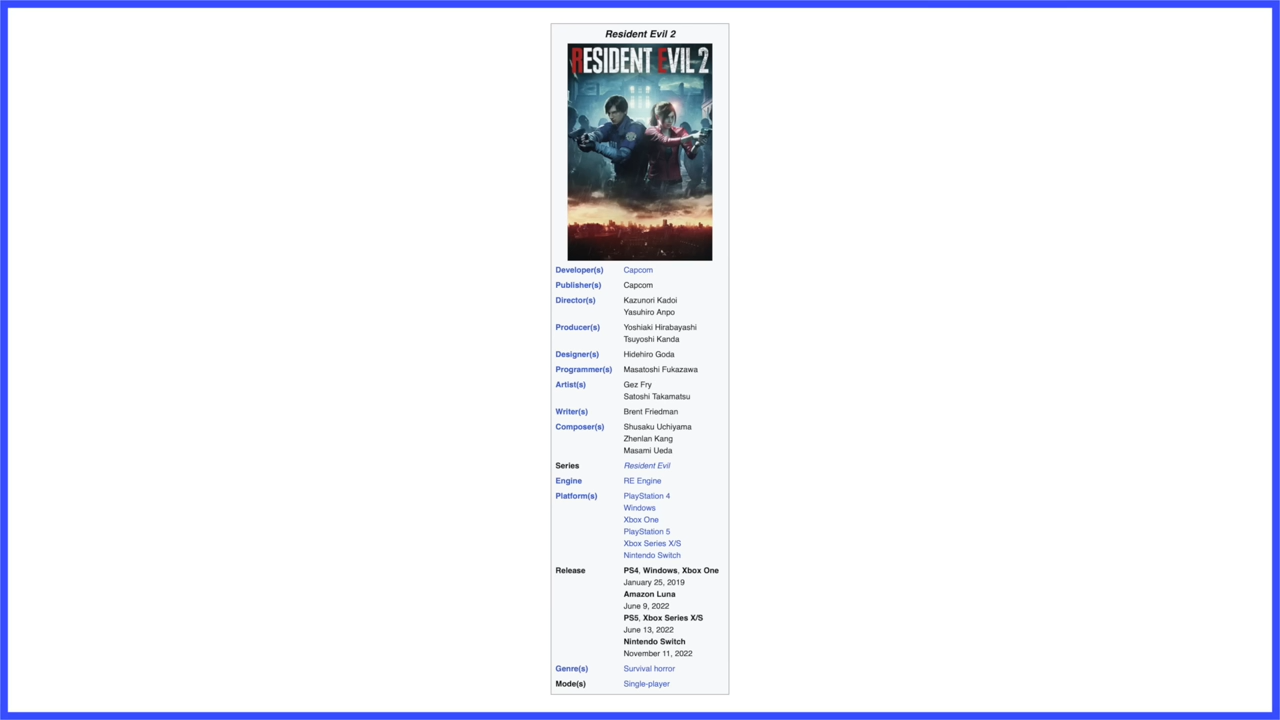 Resident Evil 2
RESIDENT EVIL 2
Developer(s) Capcom
Publisher(s) Capcom
Director(s) Kazunori Kadoi
Yasuhiro Anpo
Producer(s) Yoshiaki Hirabayashi
Tsuyoshi Kanda
Designer(s) Hidehiro Goda
Programmer(s) Masatoshi Fukazawa
Artist(s) Gez Fry
Satoshi Takamatsu
Writer(s) Brent Friedman
Composer(s) Shusaku Uchiyama
Zhenlan Kang
Masami Ueda
Series Resident Evil
Engine RE Engine
Platform(s) PlayStation 4
Windows
Xbox One
PlayStation 5
Xbox Series X/S
Nintendo Switch
Release PS4, Windows, Xbox One
January 25, 2019
Amazon Luna
June 9, 2022
PS5, Xbox Series X/S
June 13, 2022
Nintendo Switch
November 11, 2022
Genre(s) Survival horror
Mode(s) Single-player